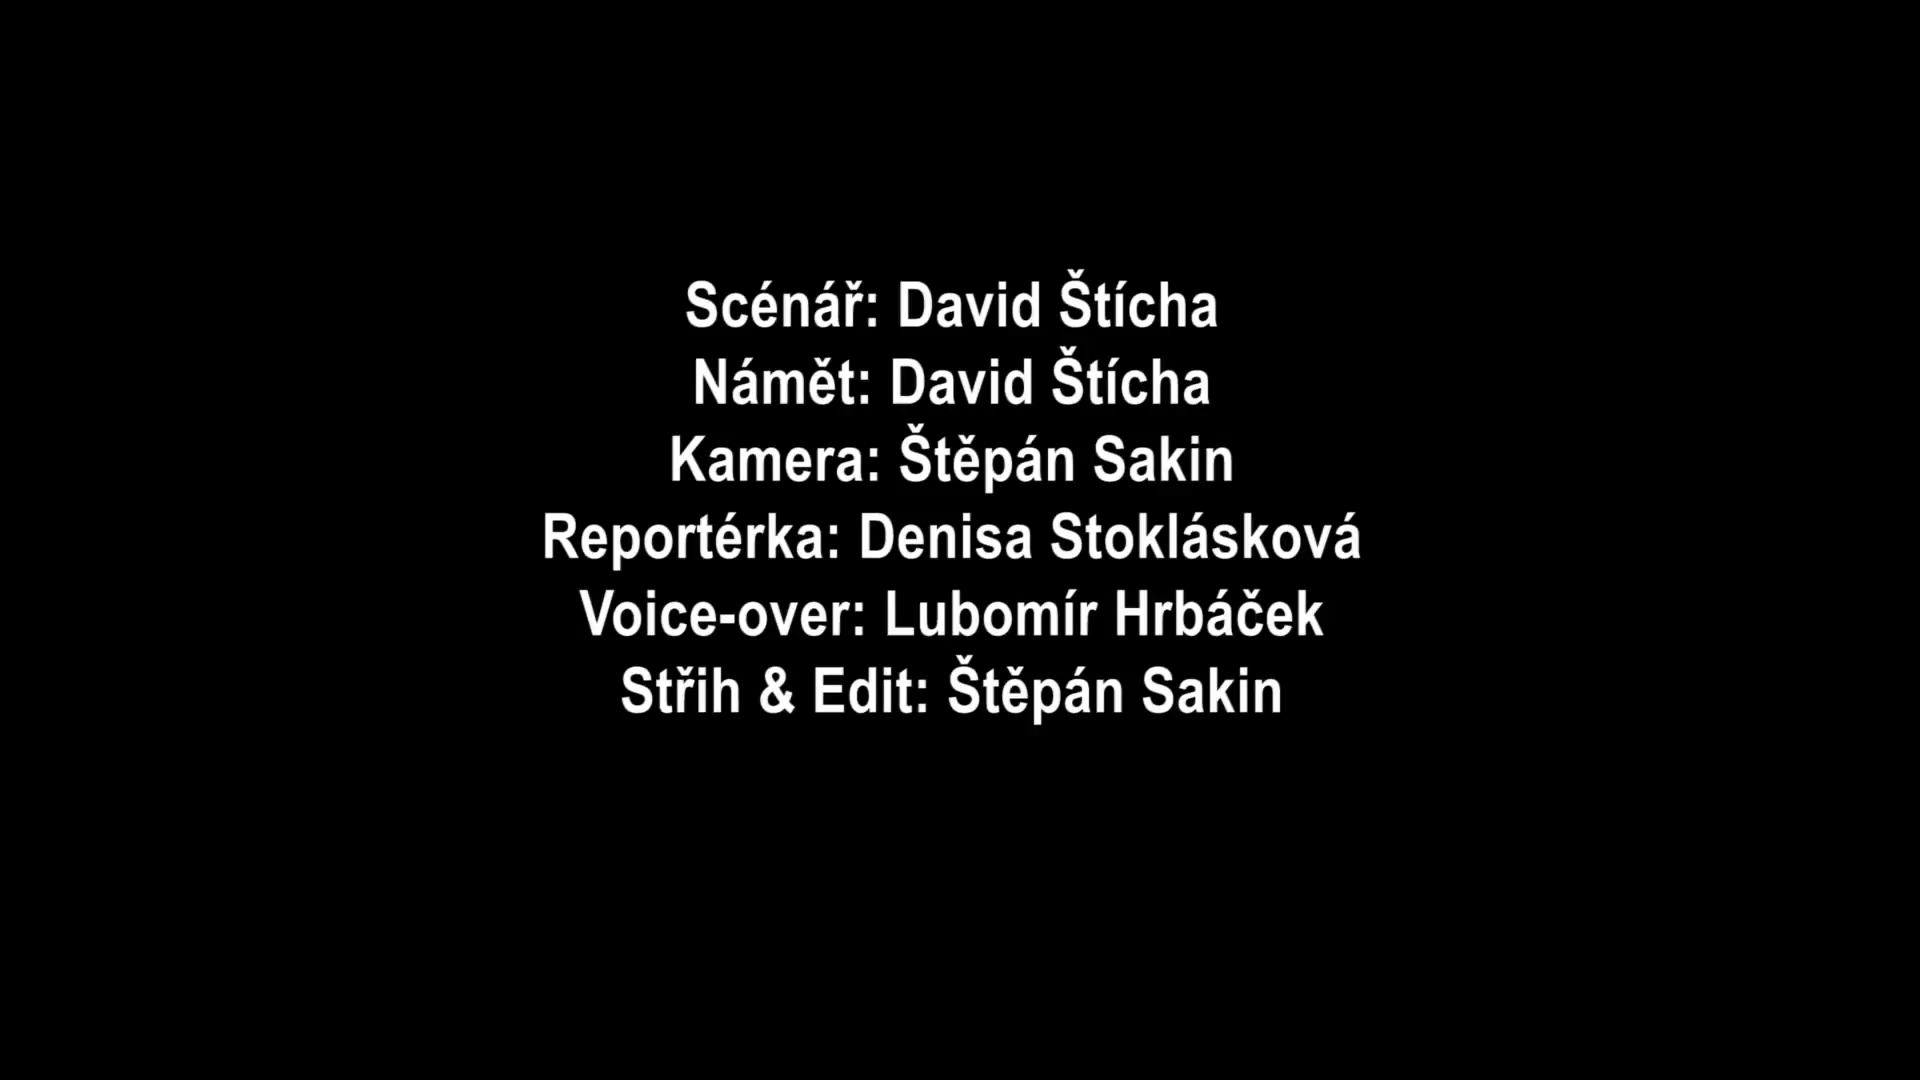 Scénář: David Štícha
Námět: David Štícha
Kamera: Štěpán Sakin
Reportérka: Denisa Stoklásková
Voice-over: Lubomír Hrbáček
Střih & Edit: Štěpán Sakin